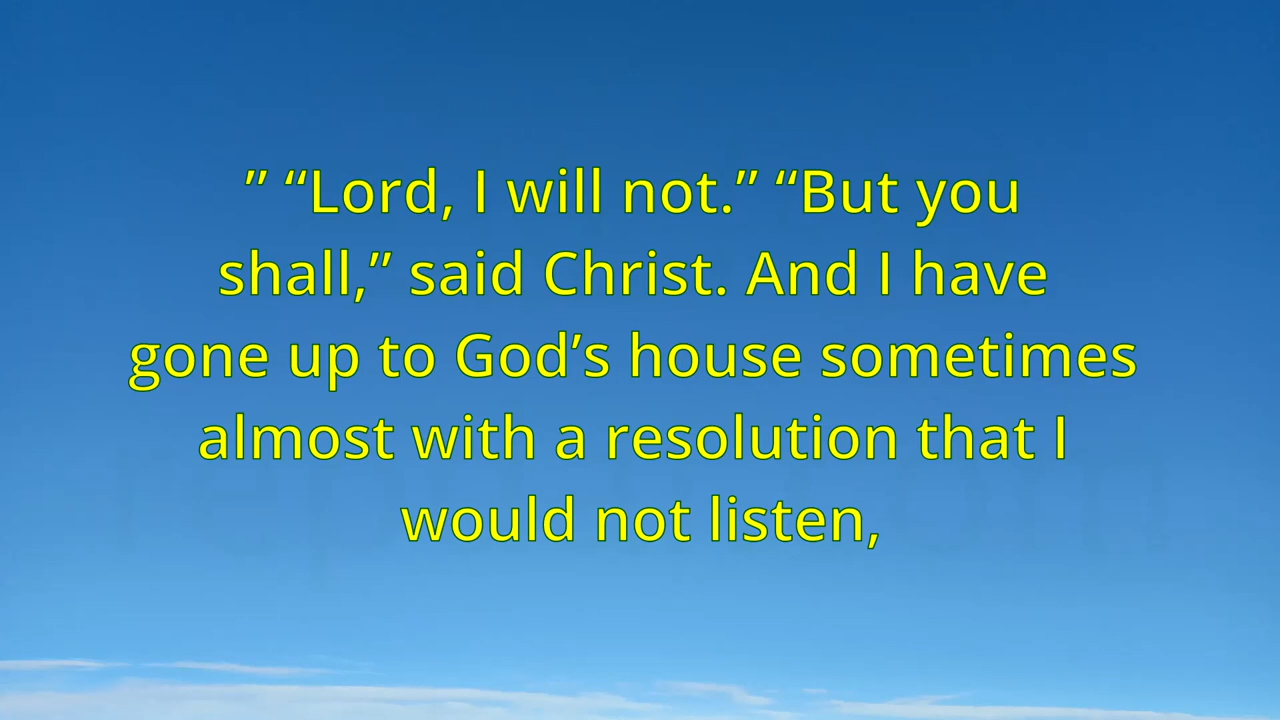 ” “Lord, I will not.” “But you
shall,” said Christ. And I have
gone up to God’s house sometimes
almost with a resolution that I
would not listen,